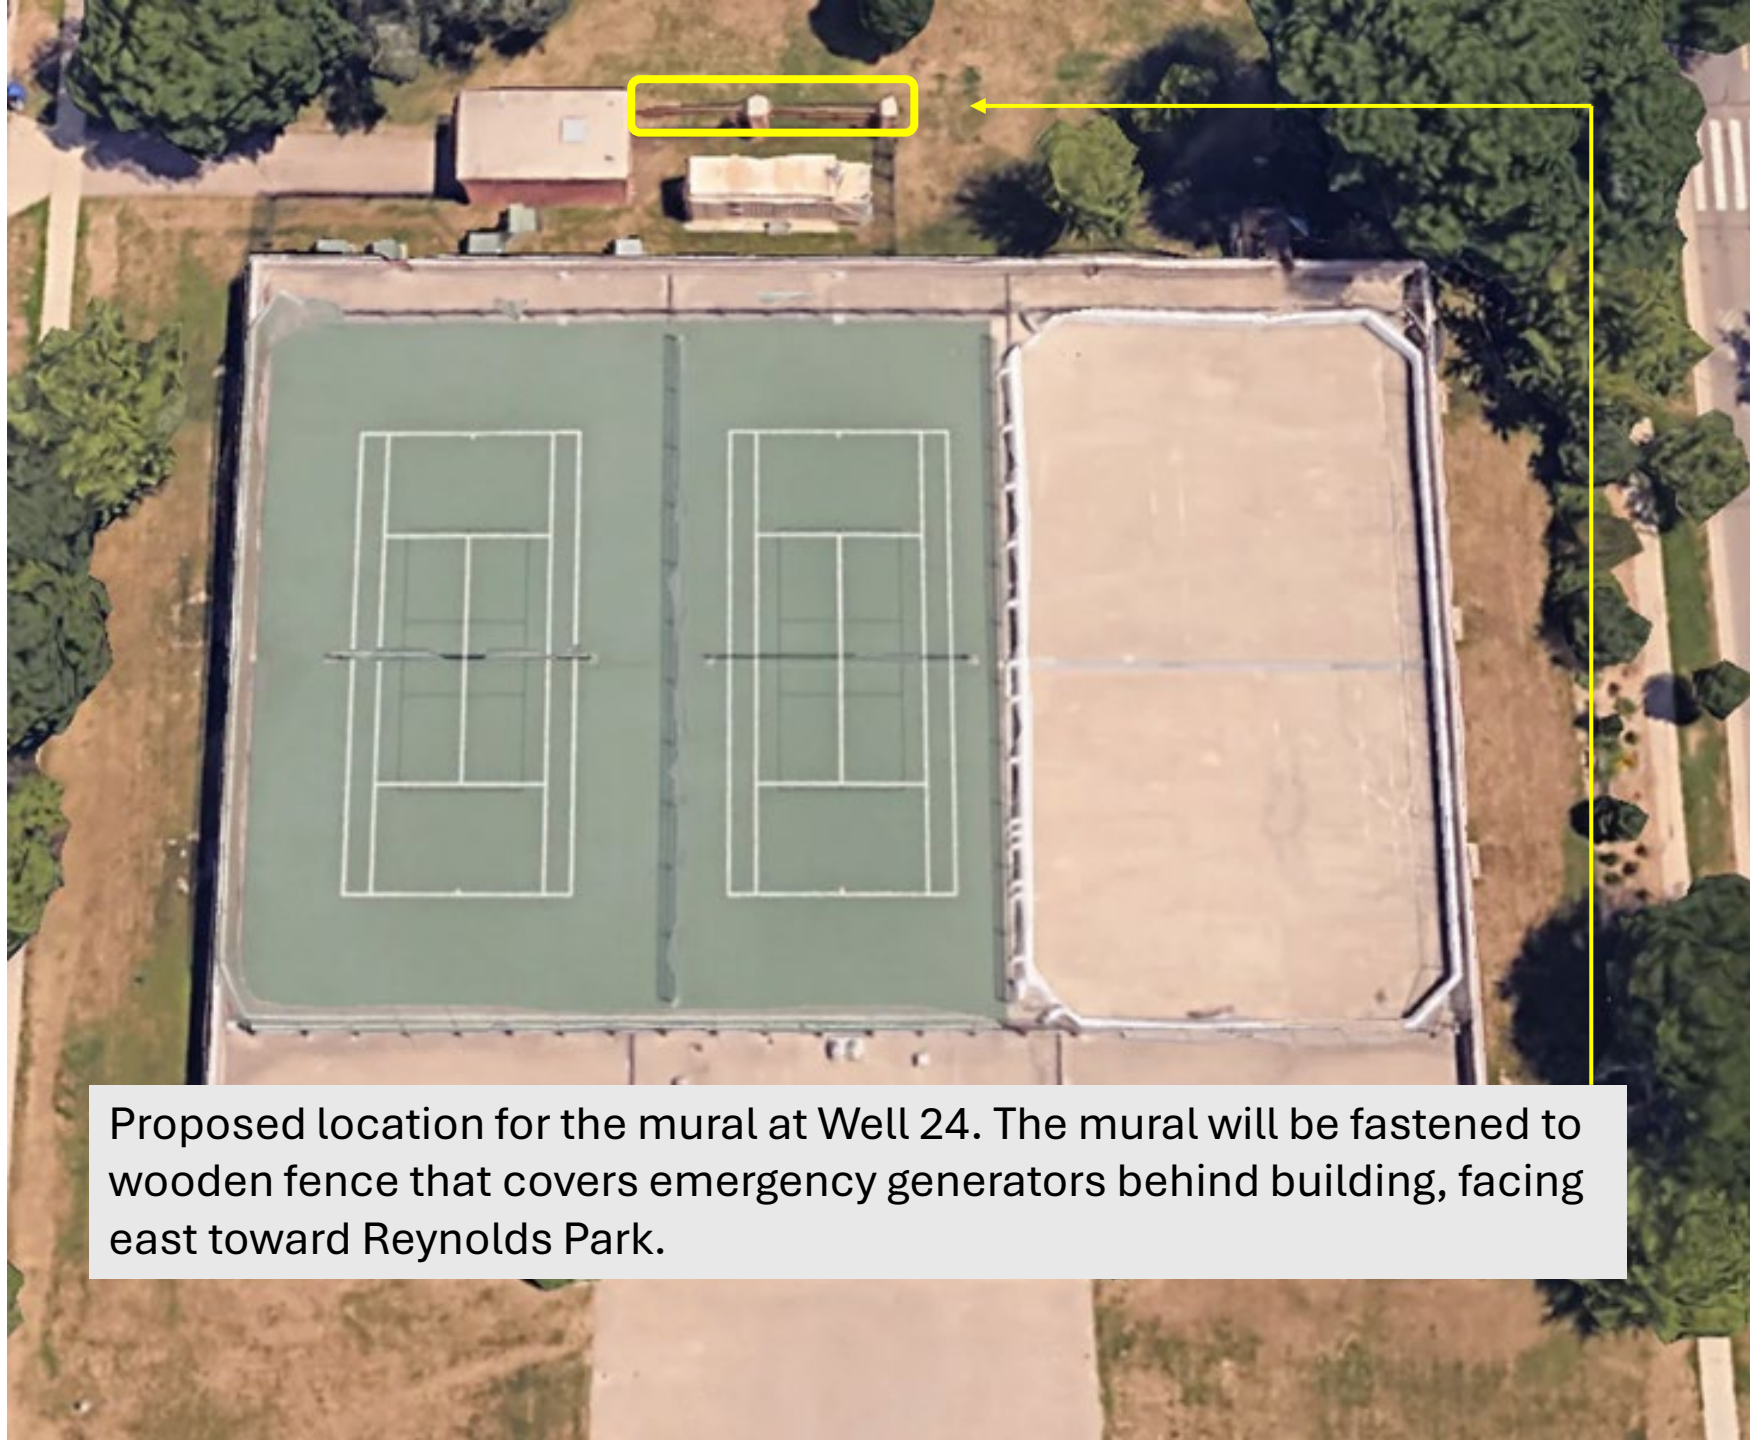 Proposed location for the mural at Well 24. The mural will be fastened to
wooden fence that covers emergency generators behind building, facing
east toward Reynolds Park.